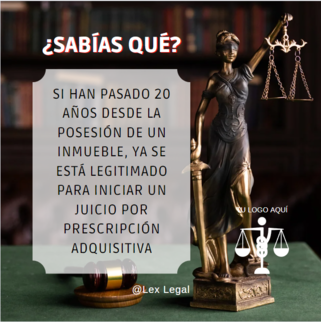 ¿SABÍAS QUÉ?
SI HAN PASADO 20
AÑOS DESDE LA
POSESIÓN DE UN
INMUEBLE, YA SE
ESTÁ LEGITIMADO
PARA INICIAR UN
JUICIO POR
PRESCRIPCIÓN
ADQUISITIVA
TU LOGO AQUÍ
@Lex Legal